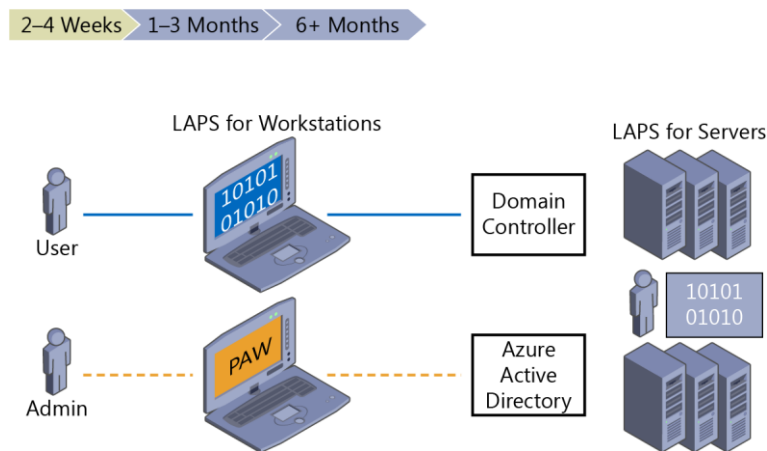 2–4 Weeks 1–3 Months 6+ Months
LAPS for Workstations
LAPS for Servers
10101
01010
User
Domain
Controller
10101
01010
PAW
Admin
Azure
Active
Directory